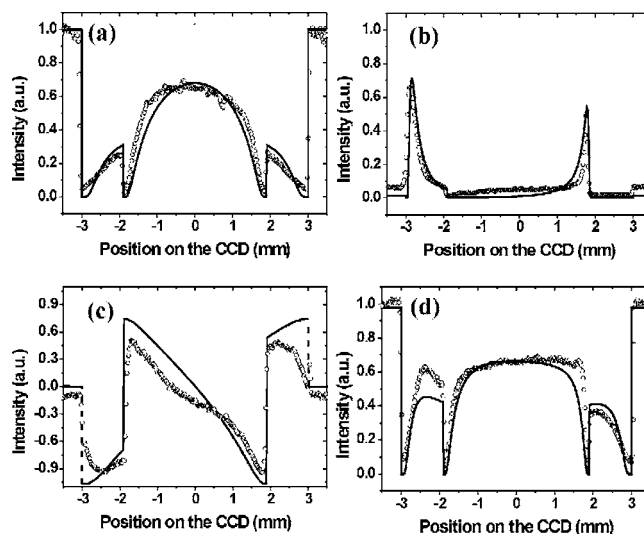 (a)
Intensity (a.u.)
1.0
0.8
0.6
0.4
0.2
0.0
-3 -2 -1 0 1 2 3
Position on the CCD (mm)
(b)
Intensity (a.u.)
1.0
0.8
0.6
0.4
0.2
0.0
-3 -2 -1 0 1 2 3
Position on the CCD (mm)
(c)
Intensity (a.u.)
0.9
0.6
0.3
0.0
-0.3
-0.6
-0.9
-3 -2 -1 0 1 2 3
Position on the CCD (mm)
(d)
Intensity (a.u.)
1.0
0.8
0.6
0.4
0.2
0.0
-3 -2 -1 0 1 2 3
Position on the CCD (mm)